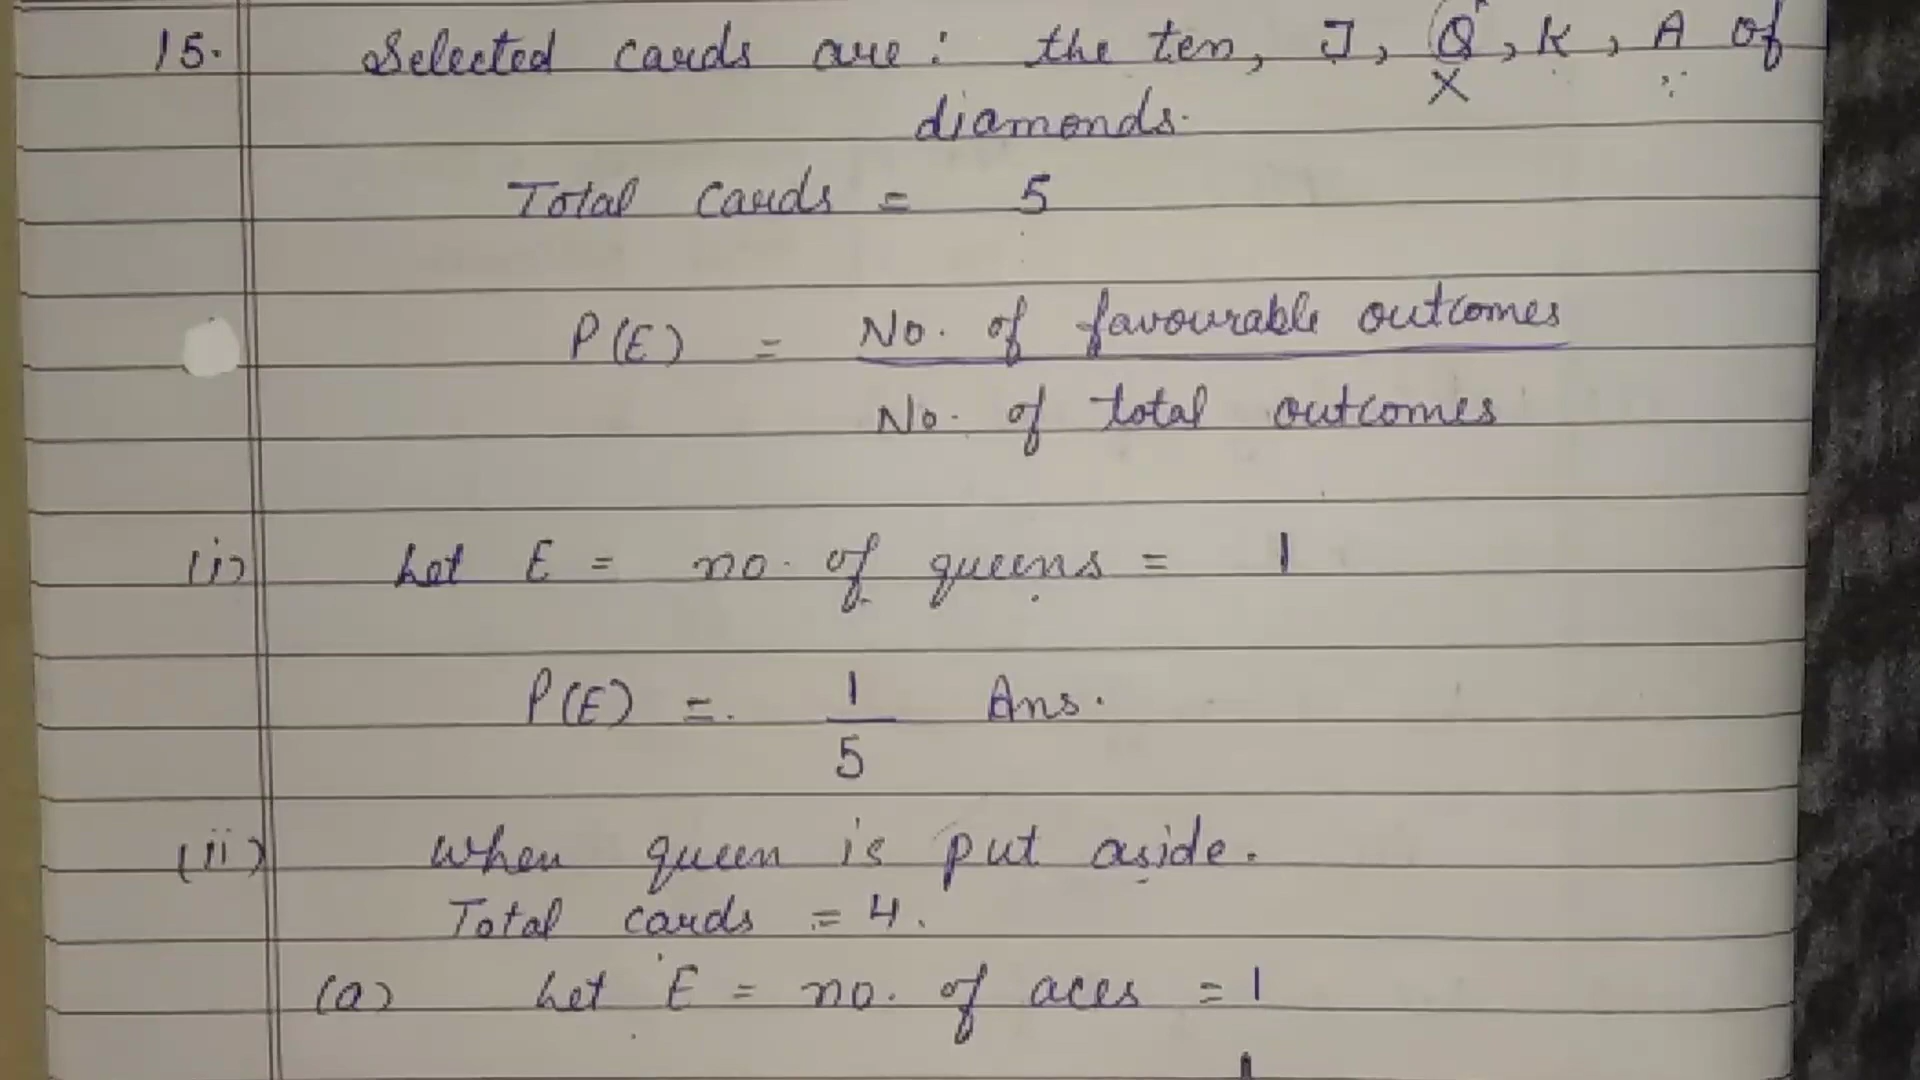 15. Selected cards are: the ten, J, Q, K, A of
X
diamonds.
Total cards = 5
P(E) = No. of favourable outcomes
No. of total outcomes
(i) Let E = no. of queens = 1
P(E) = 1 Ans.
5
(ii) When queen is put aside.
Total cards = 4.
(a) Let E = no. of aces = 1